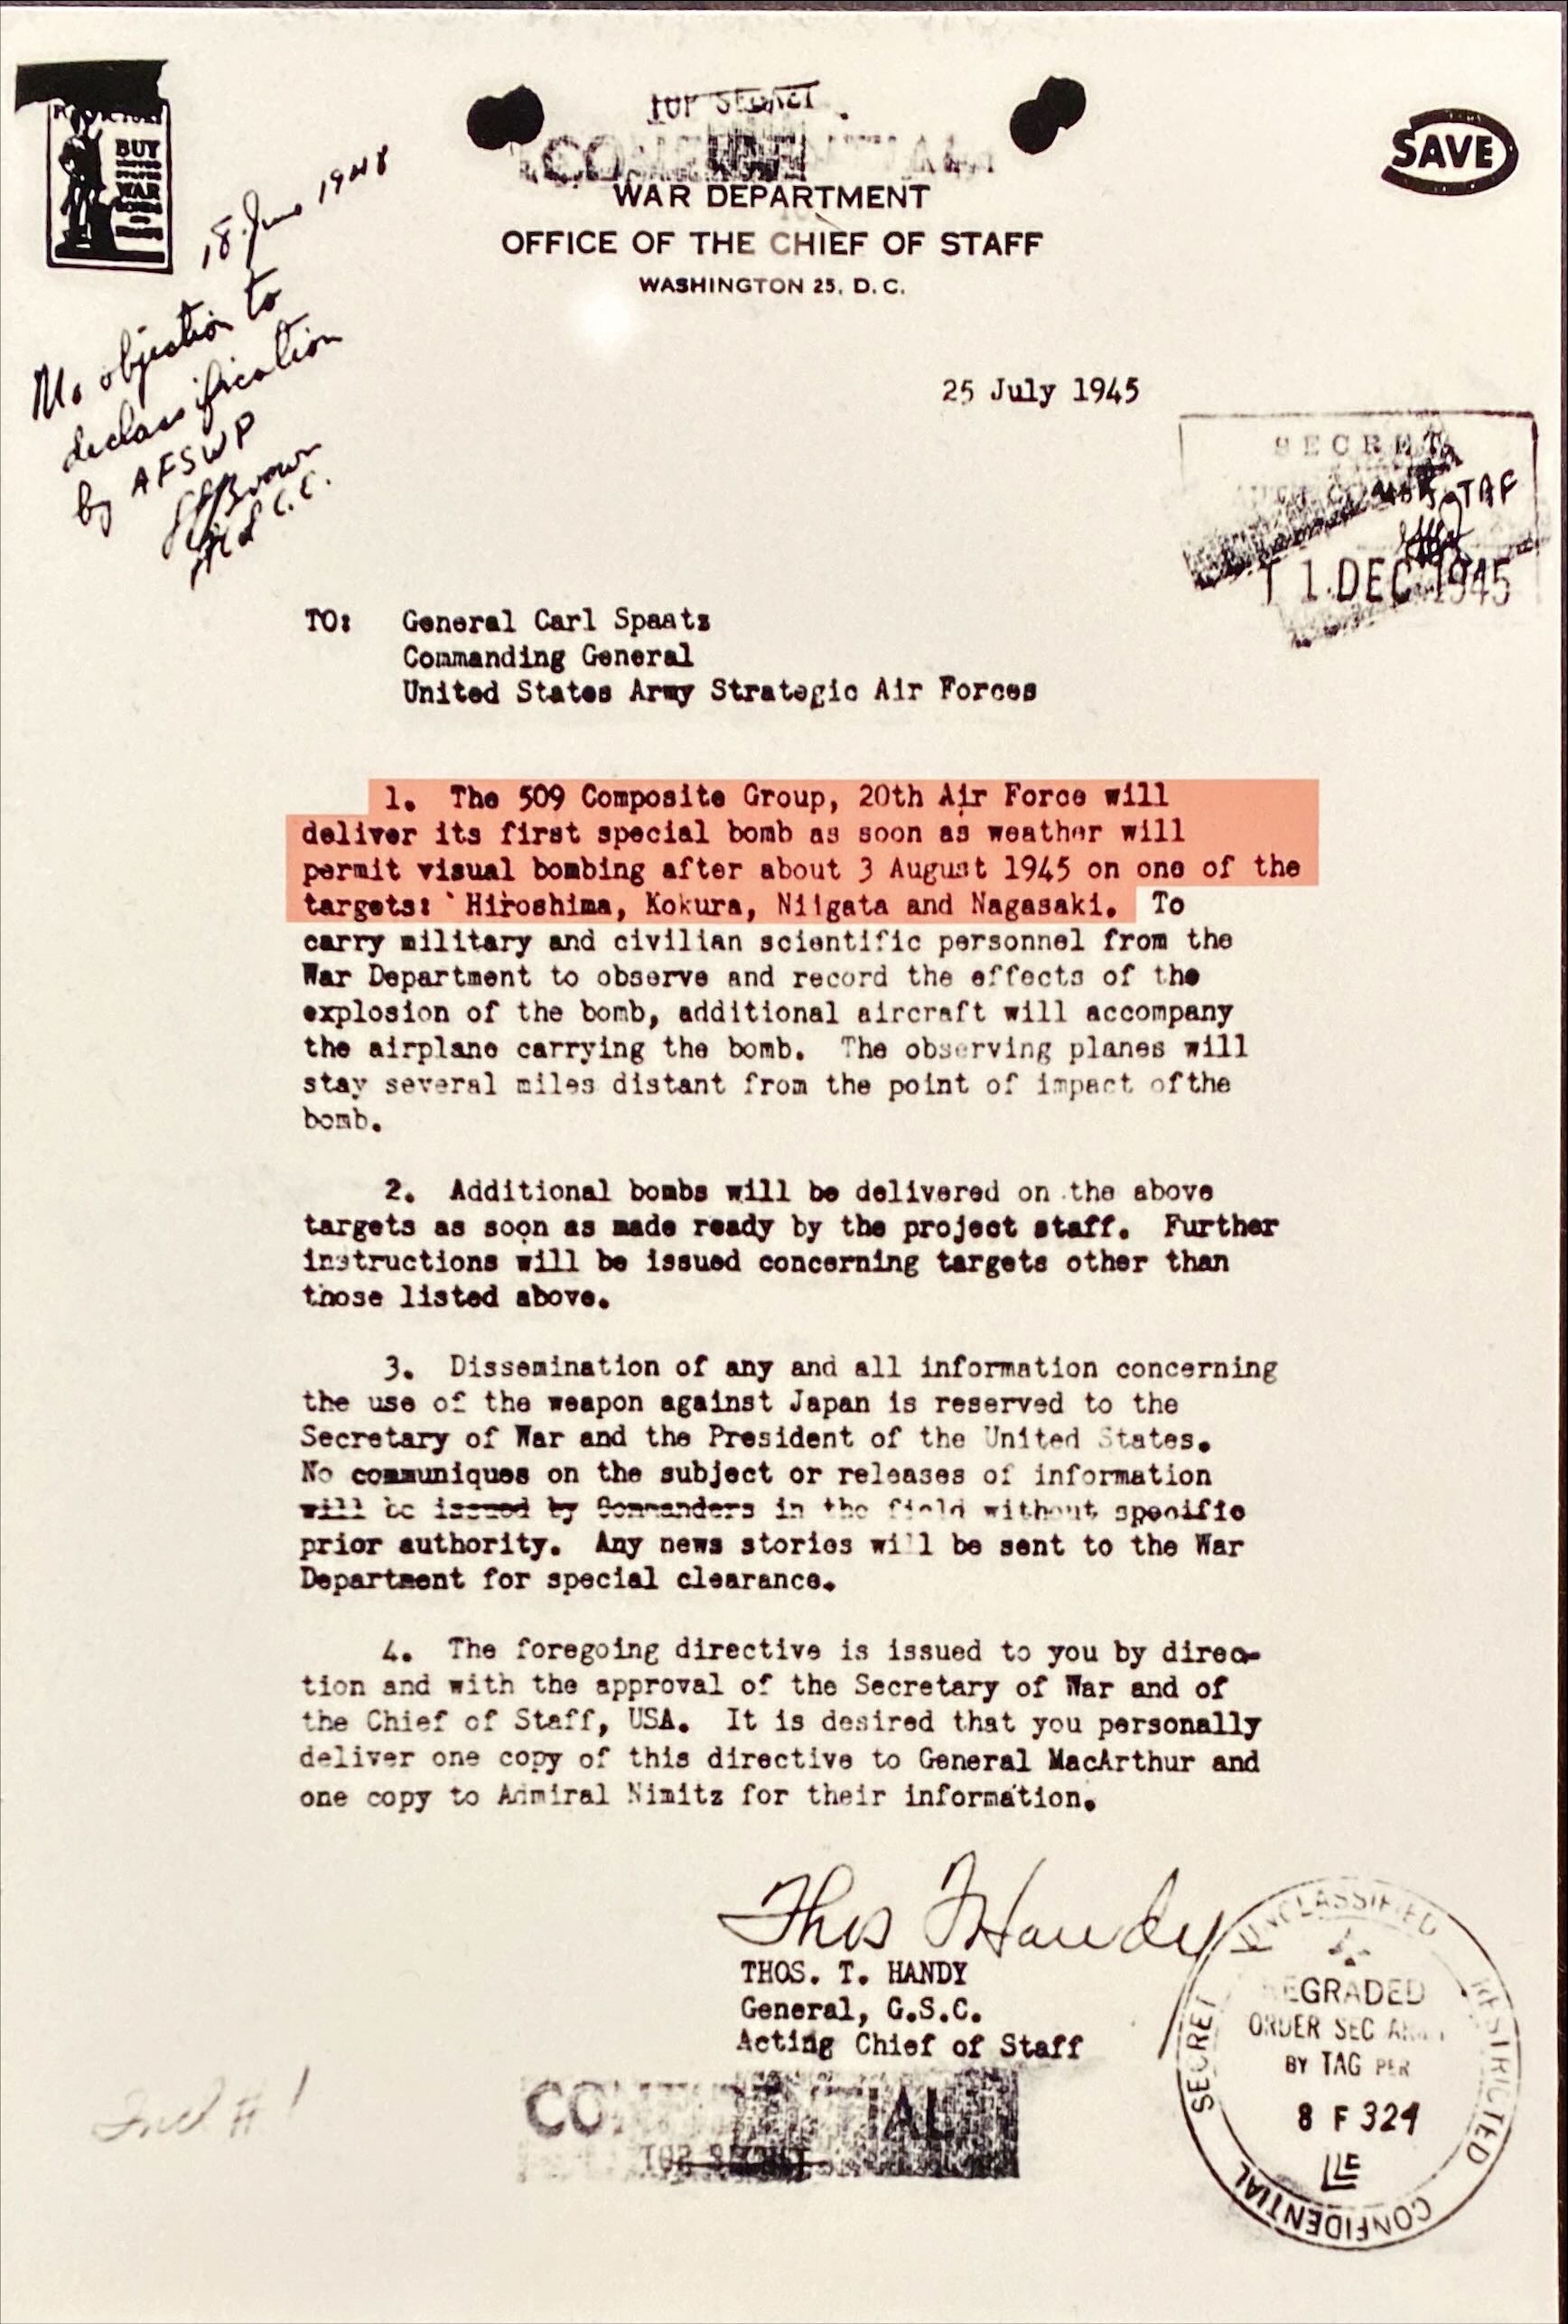 BUY
WAR
18 June 1948
No objection to
declassification
by AFSWP
TOP SECRET
CONFIDENTIAL
WAR DEPARTMENT
OFFICE OF THE CHIEF OF STAFF
WASHINGTON 25, D.C.
SAVE
25 July 1945
SECRET
11 DEC 1945
TO: General Carl Spaatz
Commanding General
United States Army Strategic Air Forces
1. The 509 Composite Group, 20th Air Force will
deliver its first special bomb as soon as weather will
permit visual bombing after about 3 August 1945 on one of the
targets: Hiroshima, Kokura, Niigata and Nagasaki. To
carry military and civilian scientific personnel from the
War Department to observe and record the effects of the
explosion of the bomb, additional aircraft will accompany
the airplane carrying the bomb. The observing planes will
stay several miles distant from the point of impact ofthe
bomb.
2. Additional bombs will be delivered on the above
targets as soon as made ready by the project staff. Further
instructions will be issued concerning targets other than
those listed above.
3. Dissemination of any and all information concerning
the use of the weapon against Japan is reserved to the
Secretary of War and the President of the United States.
No communiques on the subject or releases of information
will be issued by Commanders in the field without specific
prior authority. Any news stories will be sent to the War
Department for special clearance.
4. The foregoing directive is issued to you by direc-
tion and with the approval of the Secretary of War and of
the Chief of Staff, USA. It is desired that you personally
deliver one copy of this directive to General MacArthur and
one copy to Admiral Nimitz for their information.
Thos T Handy
THOS. T. HANDY
General, G.S.C.
Acting Chief of Staff
CONFIDENTIAL
TOP SECRET
UNCLASSIFIED
RESTRICTED
CONFIDENTIAL
SECRET
REGRADED
ORDER SEC ARMY
BY TAG PER
8 F 324
Incl # 1